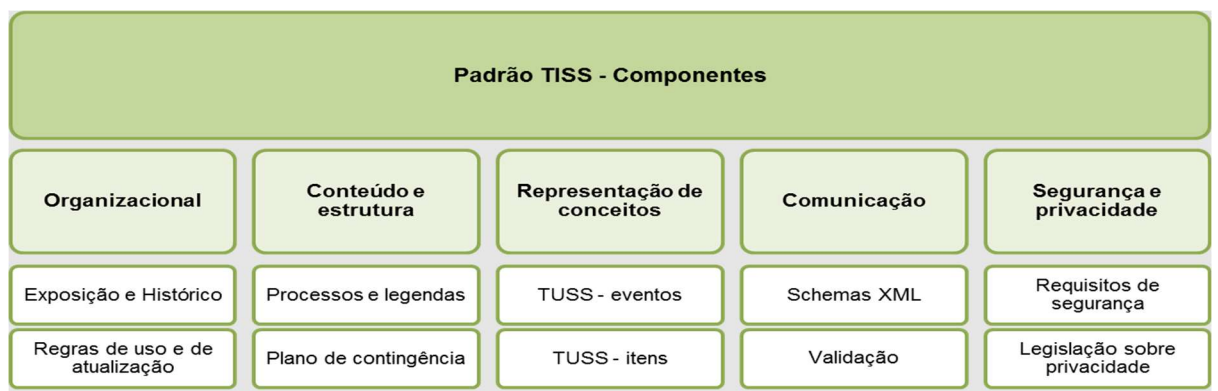 Padrão TISS - Componentes
Organizacional
Conteúdo e
estrutura
Representação de
conceitos
Comunicação
Segurança e
privacidade
Exposição e Histórico
Processos e legendas
TUSS - eventos
Schemas XML
Requisitos de
segurança
Regras de uso e de
atualização
Plano de contingência
TUSS - itens
Validação
Legislação sobre
privacidade